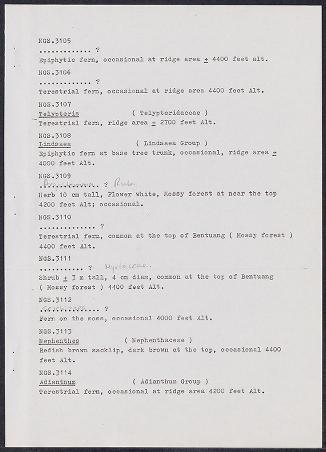 NGS.3105
............. ?
Epiphytic fern, occasional at ridge area ± 4400 feet alt.
NGS.3106
............. ?
Terestrial fern, occasional at ridge area 4400 feet Alt.
NGS.3107
Telypteris ( Telypteridaceae )
Terestrial fern, ridge area ± 2700 feet Alt.
NGS.3108
Lindsaea ( Lindsaea Group )
Epiphytic fern at base tree trunk, occasional, ridge area ±
4000 feet Alt.
NGS.3109
............ ?
Herb 10 cm tall, Flower white, Mossy forest at near the top
4200 feet Alt; occasional.
NGS.3110
.............. ?
Terestrial fern, common at the top of Bentuang ( Mossy forest )
4400 feet Alt.
NGS.3111
........... ? Myrtaceae
Shrub ± 3 m tall, 4 cm diam, common at the top of Bentuang
( Mossy forest ) 4400 feet Alt.
NGS.3112
.............. ?
Fern on the moss, occasional 4000 feet Alt.
NGS.3113
Nephenthes ( Nephenthaceae )
Redish brown sacklip, dark brown at the top, occasional 4400
feet Alt.
NGS.3114
Adianthum ( Adianthum Group )
Terestrial fern, occasional at ridge area 4200 feet Alt.